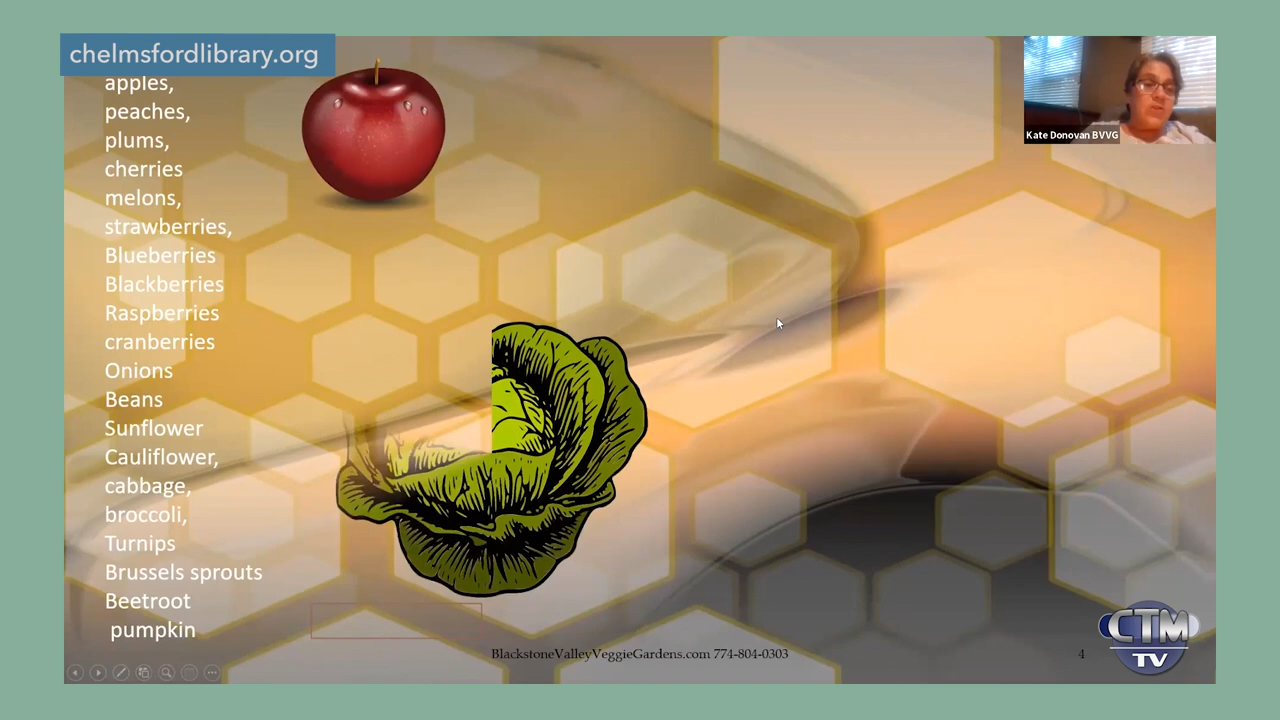 chelmsfordlibrary.org
apples,
peaches,
plums,
cherries
melons,
strawberries,
Blueberries
Blackberries
Raspberries
cranberries
Onions
Beans
Sunflower
Cauliflower,
cabbage,
broccoli,
Turnips
Brussels sprouts
Beetroot
pumpkin
Kate Donovan BVVG
BlackstoneValleyVeggieGardens.com 774-804-0303
4
CTM
TV